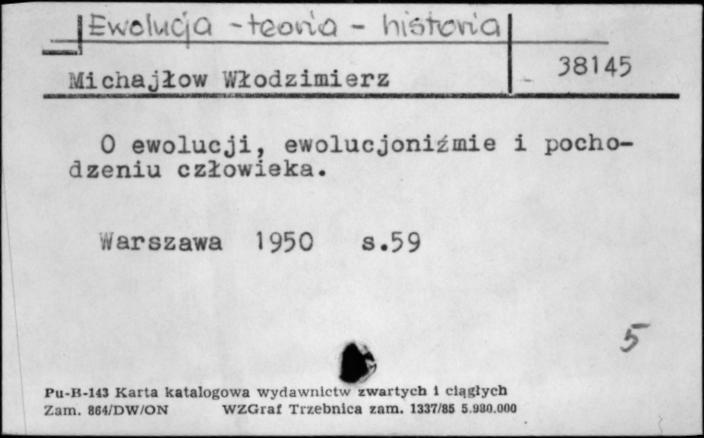 Ewolucja - teoria - historia
Michajłow Włodzimierz
38145
O ewolucji, ewolucjoniźmie i pocho-
dzeniu człowieka.
Warszawa 1950 s.59
5
Pu-B-143 Karta katalogowa wydawnictw zwartych i ciągłych
Zam. 864/DW/ON WZGraf Trzebnica zam. 1337/85 5.980.000